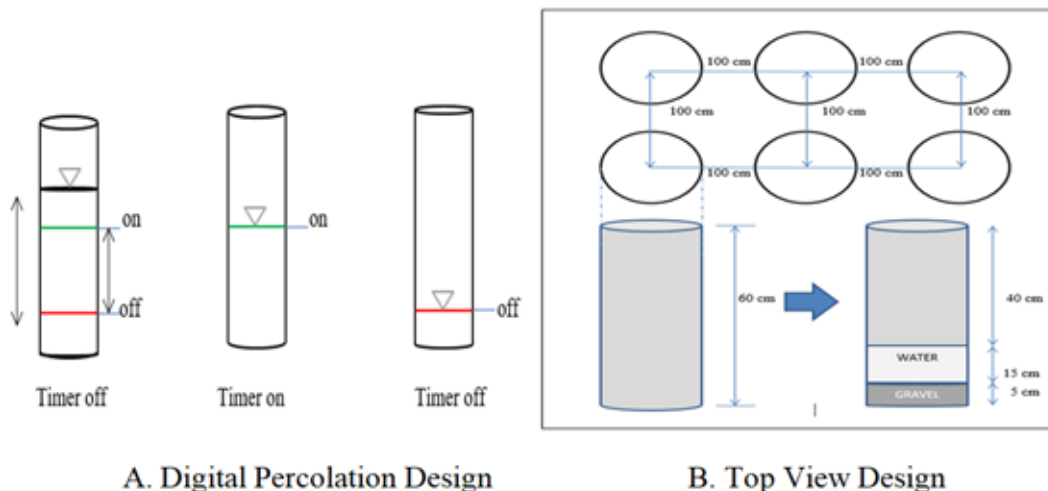 on
off
Timer off
on
Timer on
off
Timer off
A. Digital Percolation Design
100 cm
100 cm
100 cm
100 cm
100 cm
100 cm
100 cm
60 cm
40 cm
WATER
15 cm
GRAVEL
5 cm
B. Top View Design